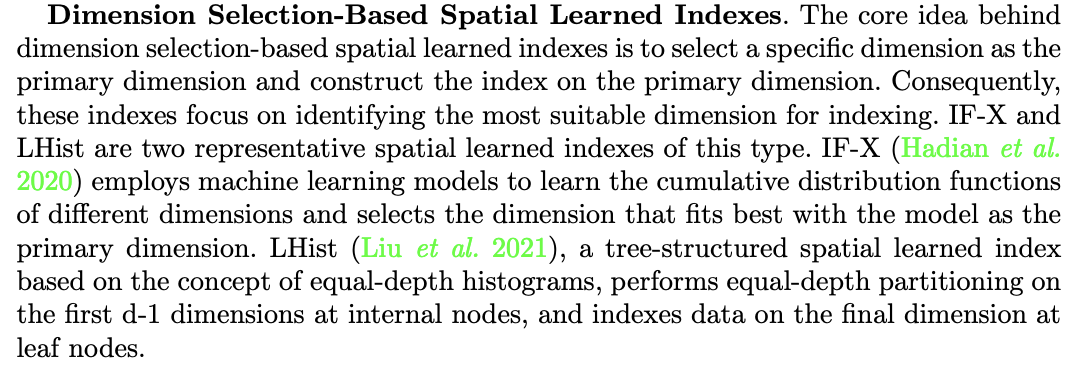 Dimension Selection-Based Spatial Learned Indexes. The core idea behind
dimension selection-based spatial learned indexes is to select a specific dimension as the
primary dimension and construct the index on the primary dimension. Consequently,
these indexes focus on identifying the most suitable dimension for indexing. IF-X and
LHist are two representative spatial learned indexes of this type. IF-X (Hadian et al.
2020) employs machine learning models to learn the cumulative distribution functions
of different dimensions and selects the dimension that fits best with the model as the
primary dimension. LHist (Liu et al. 2021), a tree-structured spatial learned index
based on the concept of equal-depth histograms, performs equal-depth partitioning on
the first d-1 dimensions at internal nodes, and indexes data on the final dimension at
leaf nodes.